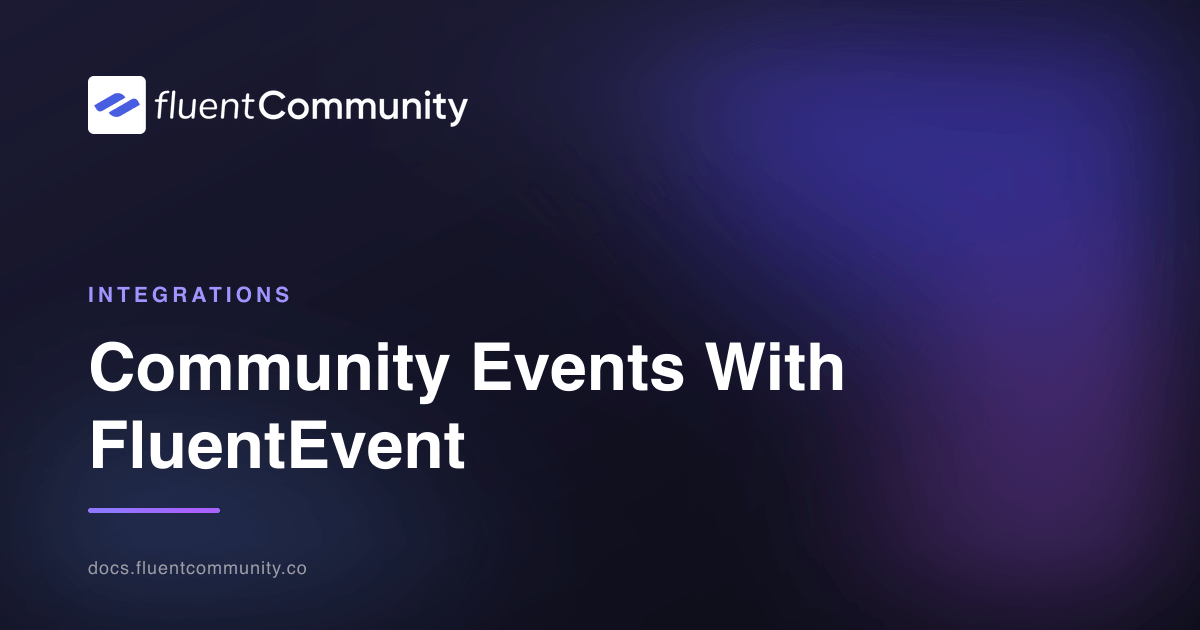 fluentCommunity
INTEGRATIONS
Community Events With
FluentEvent
docs.fluentcommunity.co